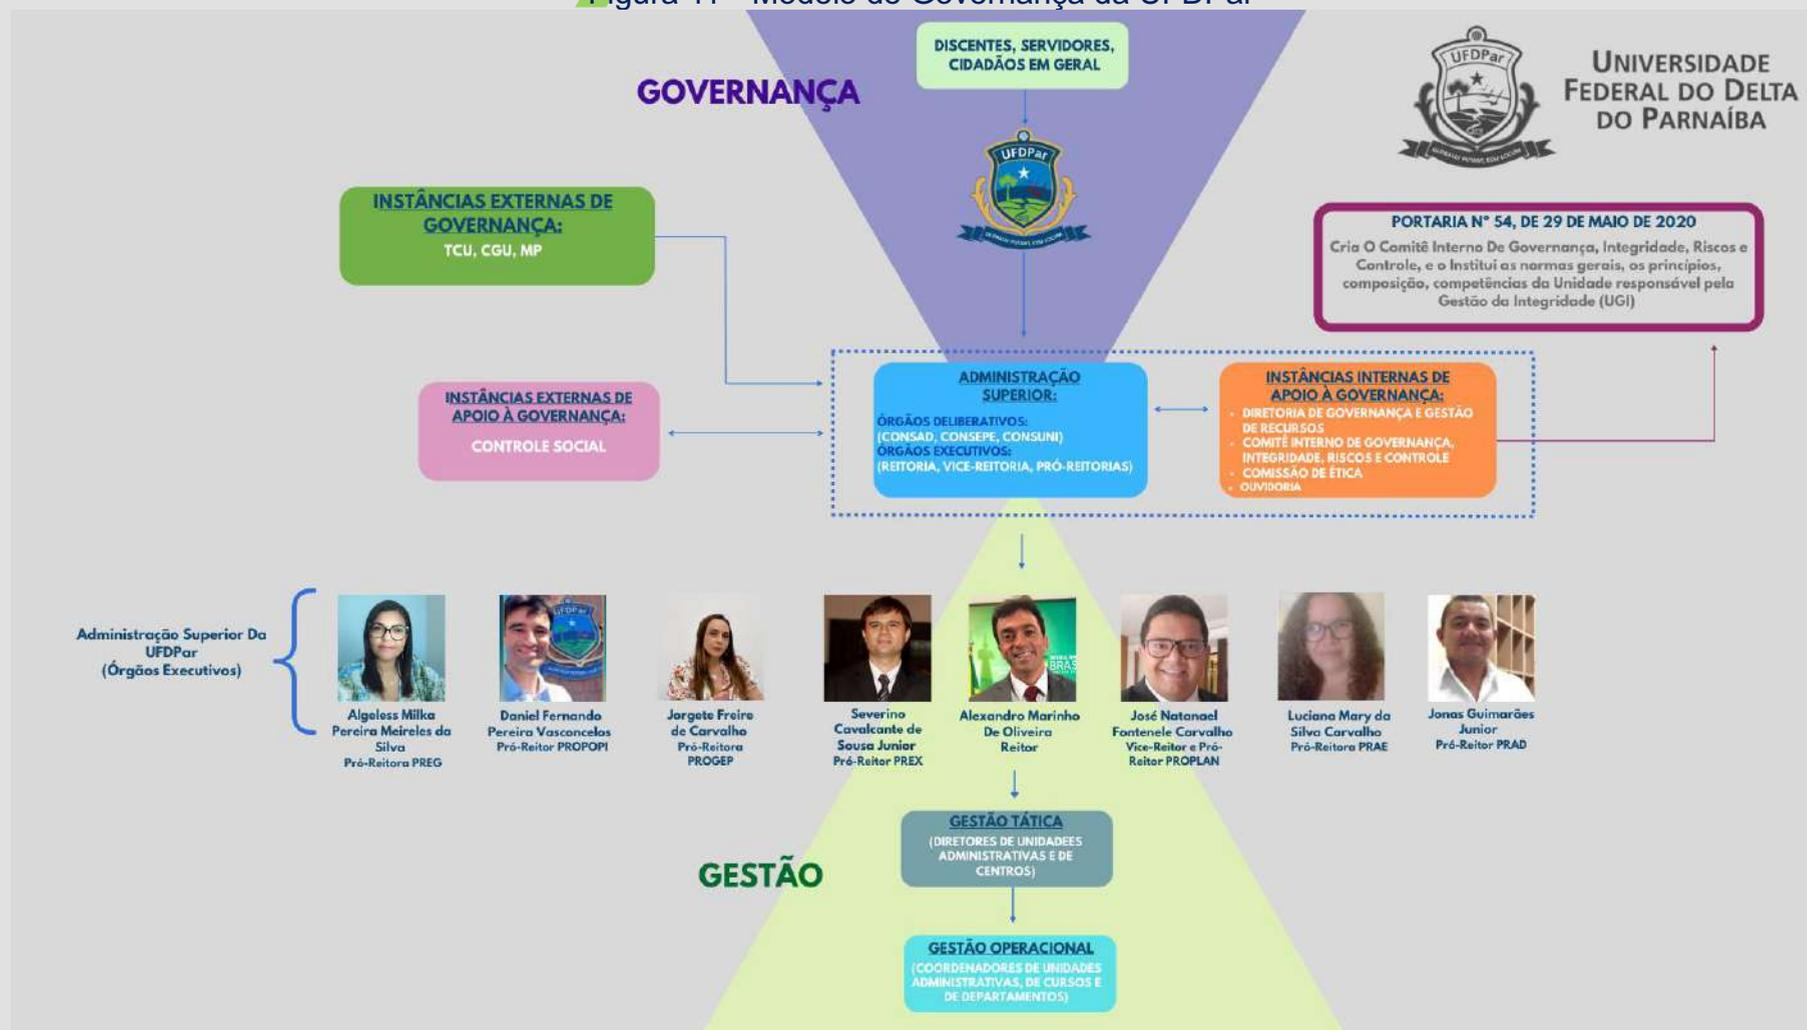 DISCENTES, SERVIDORES,
CIDADÃOS EM GERAL
GOVERNANÇA
UFDPar
UNIVERSIDADE
FEDERAL DO DELTA
DO PARNAÍBA
UFDPar
INSTÂNCIAS EXTERNAS DE
GOVERNANÇA:
TCU, CGU, MP
PORTARIA Nº 54, DE 29 DE MAIO DE 2020
Cria O Comitê Interno De Governança, Integridade, Riscos e
Controle, e o Institui as normas gerais, os princípios,
composição, competências da Unidade responsável pela
Gestão da Integridade (UGI)
INSTÂNCIAS EXTERNAS DE
APOIO À GOVERNANÇA:
CONTROLE SOCIAL
ADMINISTRAÇÃO
SUPERIOR:
ÓRGÃOS DELIBERATIVOS:
(CONSAD, CONSEPE, CONSUNI)
ÓRGÃOS EXECUTIVOS:
(REITORIA, VICE-REITORIA, PRÓ-REITORIAS)
INSTÂNCIAS INTERNAS DE
APOIO À GOVERNANÇA:
• DIRETORIA DE GOVERNANÇA E GESTÃO
DE RECURSOS
• COMITÊ INTERNO DE GOVERNANÇA,
INTEGRIDADE, RISCOS E CONTROLE
• COMISSÃO DE ÉTICA
• OUVIDORIA
Administração Superior Da
UFDPar
(Órgãos Executivos)
UFDPar
BRAS
Algeless Milka
Pereira Meireles da
Silva
Pró-Reitora PREG
Daniel Fernando
Pereira Vasconcelos
Pró-Reitor PROPOPI
Jorgete Freire
de Carvalho
Pró-Reitora
PROGEP
Severino
Cavalcante de
Sousa Junior
Pró-Reitor PREX
Alexandro Marinho
De Oliveira
Reitor
José Natanael
Fontenele Carvalho
Vice-Reitor e Pró-
Reitor PROPLAN
Luciana Mary da
Silva Carvalho
Pró-Reitora PRAE
Jonas Guimarães
Junior
Pró-Reitor PRAD
GESTÃO TÁTICA
(DIRETORES DE UNIDADEES
ADMINISTRATIVAS E DE
CENTROS)
GESTÃO
GESTÃO OPERACIONAL
(COORDENADORES DE UNIDADES
ADMINISTRATIVAS, DE CURSOS E
DE DEPARTAMENTOS)